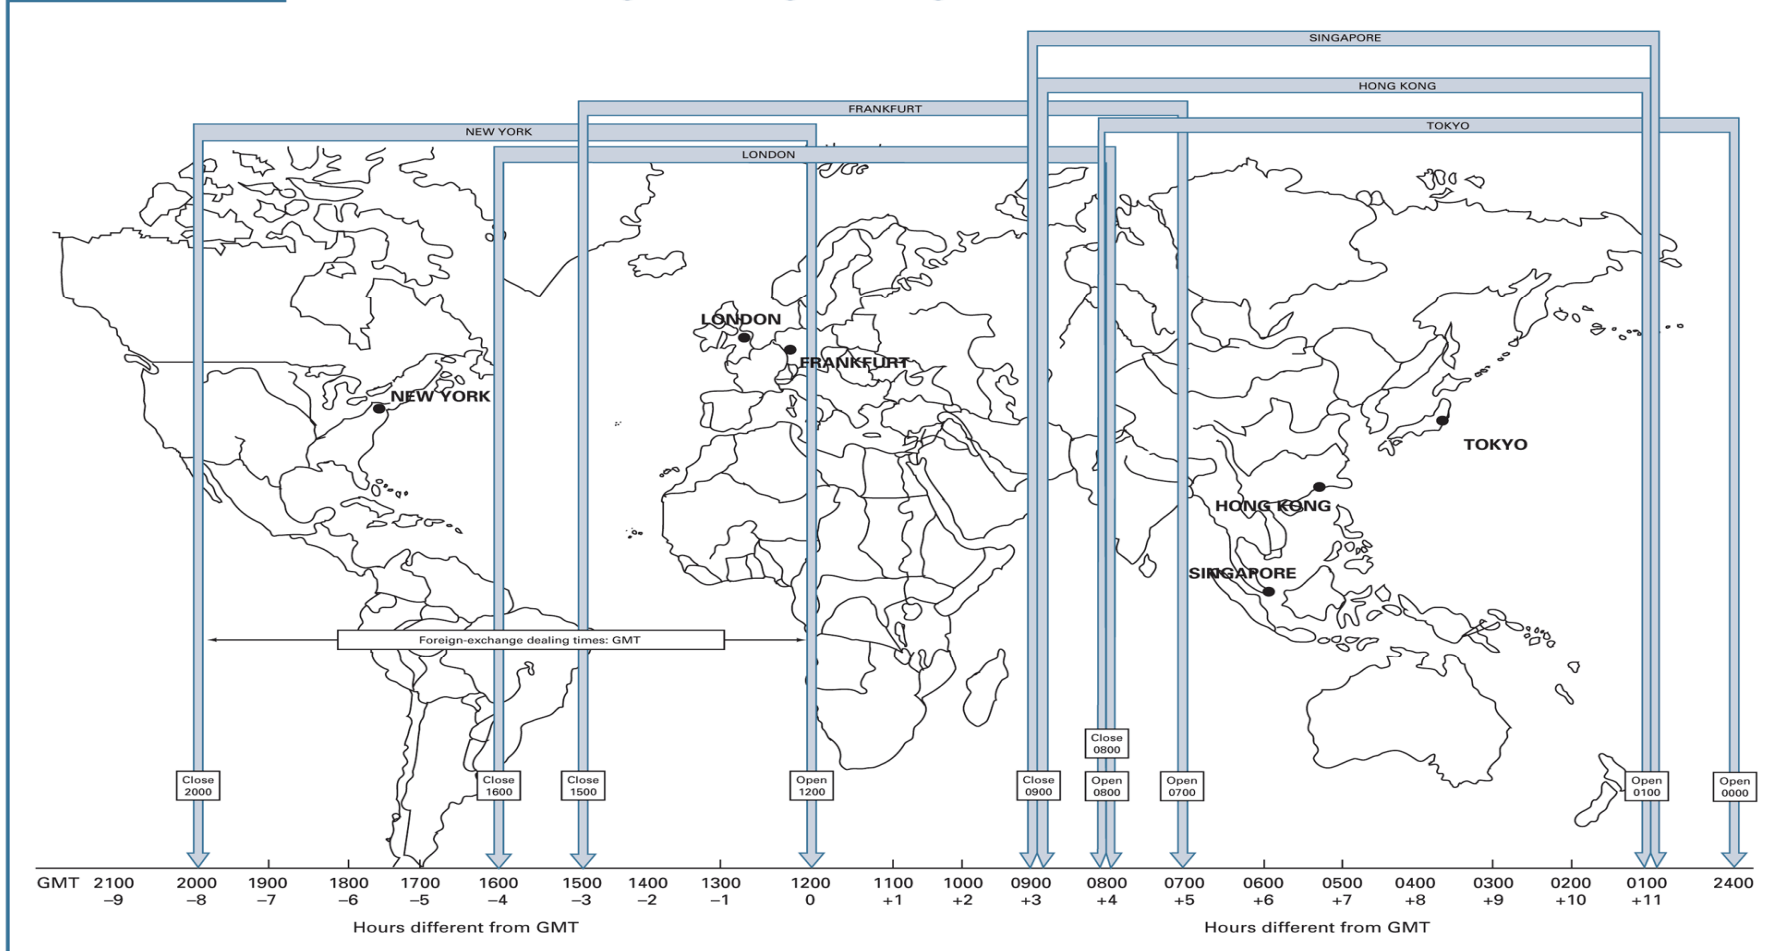 SINGAPORE
HONG KONG
FRANKFURT
TOKYO
NEW YORK
LONDON
LONDON
FRANKFURT
NEW YORK
TOKYO
HONG KONG
SINGAPORE
Foreign-exchange dealing times: GMT
Close
0800
Close
2000
Close
1600
Close
1500
Open
1200
Close
0900
Open
0800
Open
0700
Open
0100
Open
0000
GMT 2100 2000 1900 1800 1700 1600 1500 1400 1300 1200 1100 1000 0900 0800 0700 0600 0500 0400 0300 0200 0100 2400
–9 –8 –7 –6 –5 –4 –3 –2 –1 0 +1 +2 +3 +4 +5 +6 +7 +8 +9 +10 +11
Hours different from GMT Hours different from GMT